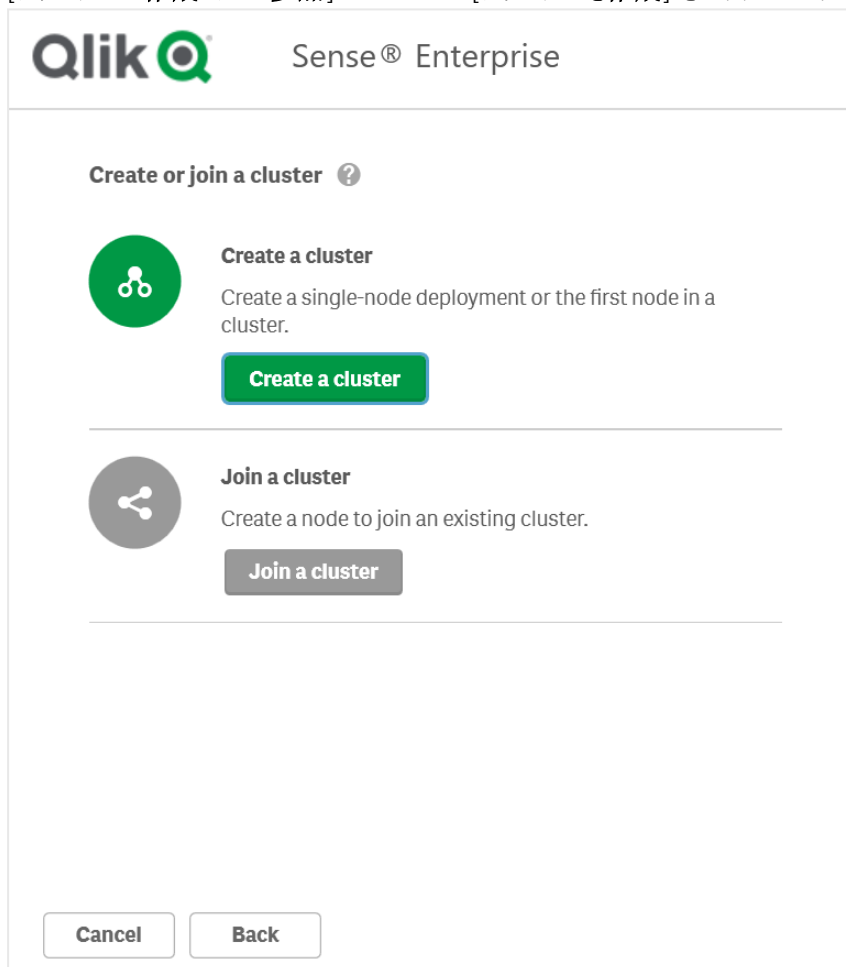 Qlik
Sense® Enterprise
Create or join a cluster ?
Create a cluster
Create a single-node deployment or the first node in a
cluster.
Create a cluster
Join a cluster
Create a node to join an existing cluster.
Join a cluster
Cancel
Back